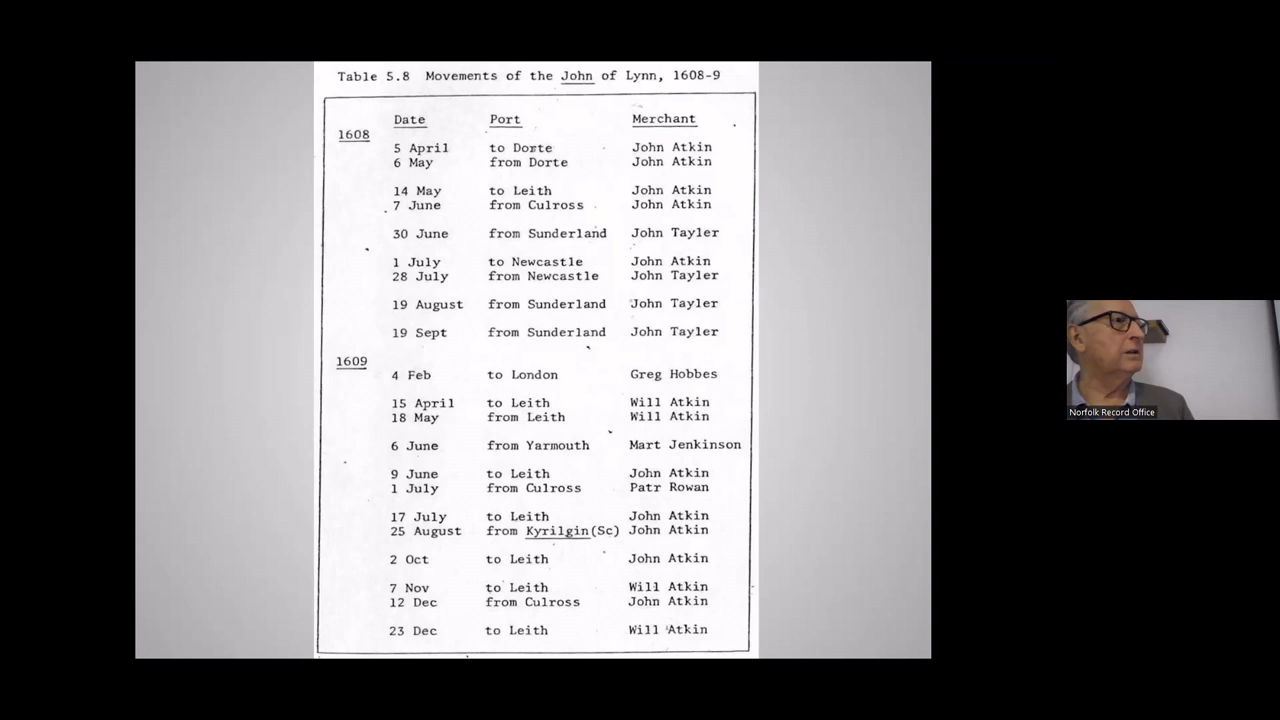 Table 5.8 Movements of the John of Lynn, 1608-9
Date Port Merchant
1608
5 April to Dorte John Atkin
6 May from Dorte John Atkin
14 May to Leith John Atkin
7 June from Culross John Atkin
30 June from Sunderland John Tayler
1 July to Newcastle John Atkin
28 July from Newcastle John Tayler
19 August from Sunderland John Tayler
19 Sept from Sunderland John Tayler
1609
4 Feb to London Greg Hobbes
15 April to Leith Will Atkin
18 May from Leith Will Atkin
6 June from Yarmouth Mart Jenkinson
9 June to Leith John Atkin
1 July from Culross Patr Rowan
17 July to Leith John Atkin
25 August from Kyrilgin(Sc) John Atkin
2 Oct to Leith John Atkin
7 Nov to Leith Will Atkin
12 Dec from Culross John Atkin
23 Dec to Leith Will Atkin
Norfolk Record Office